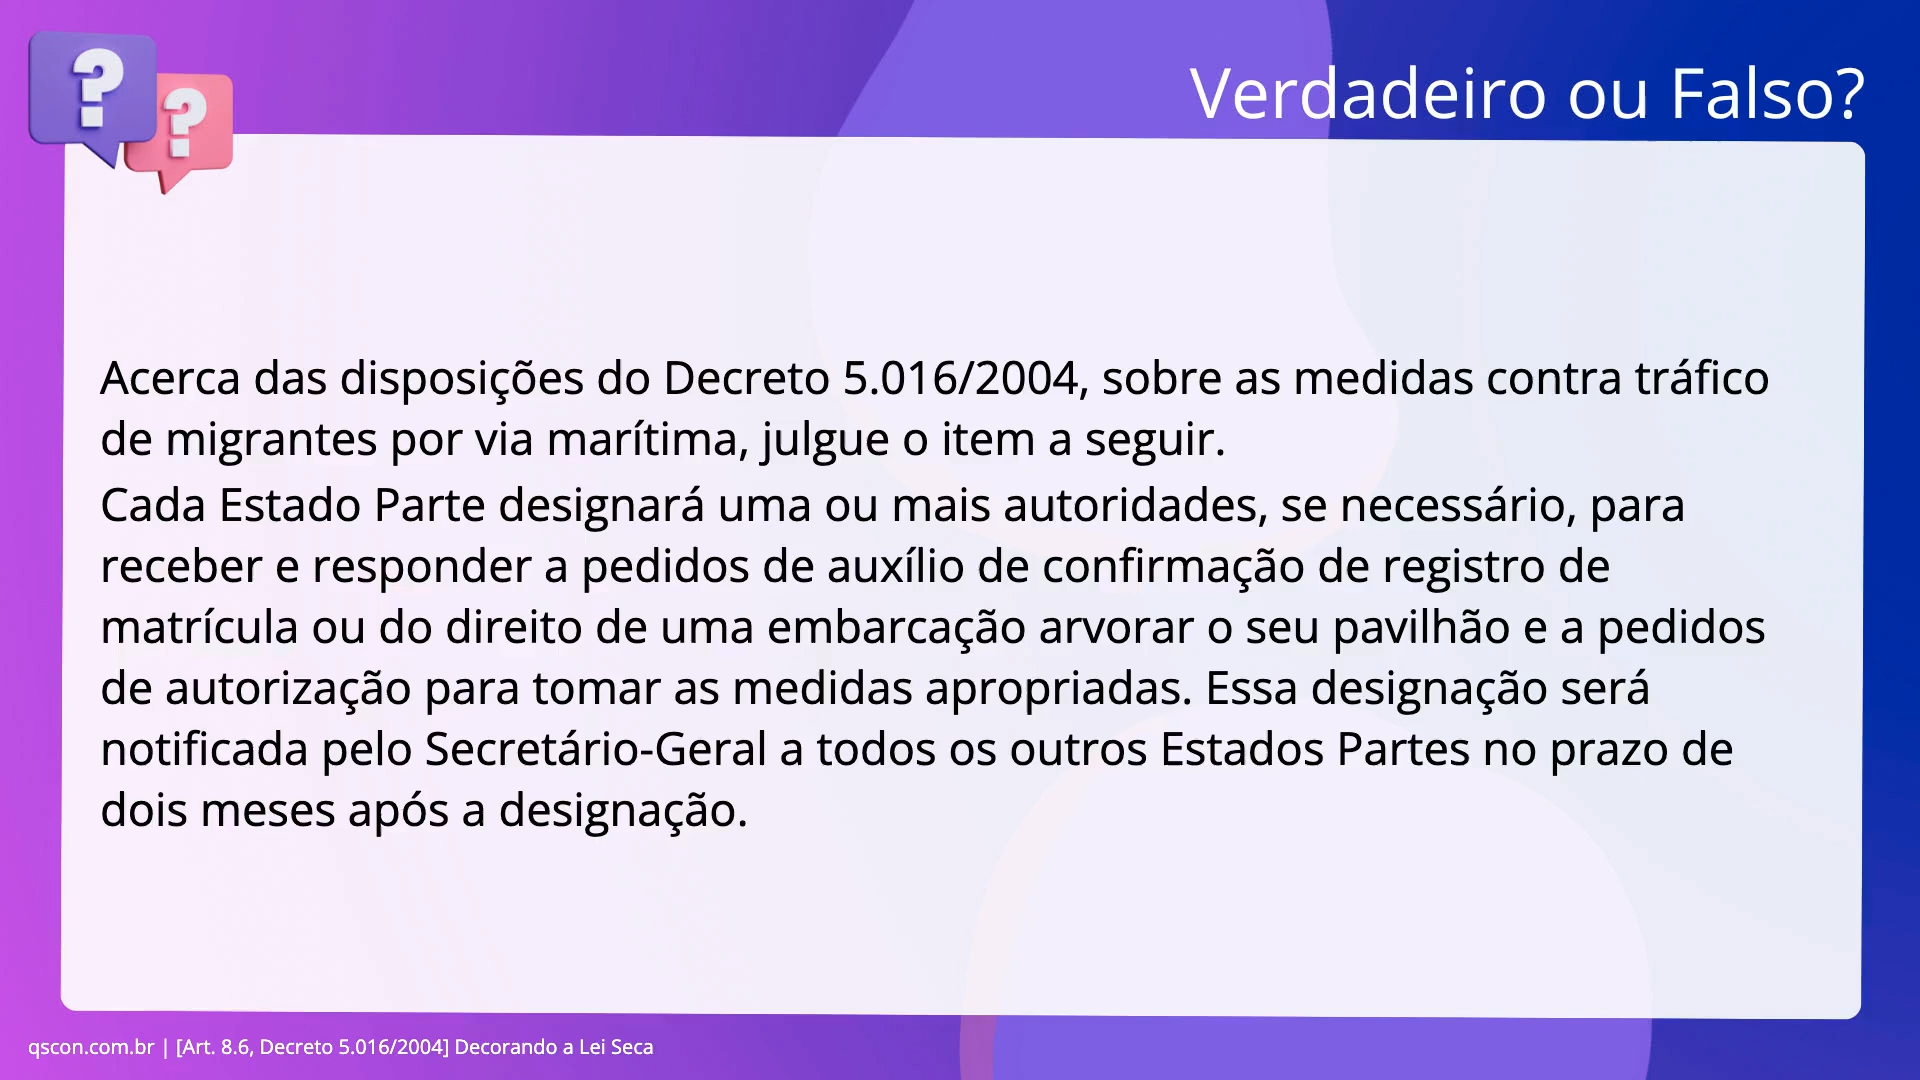 Verdadeiro ou Falso?
Acerca das disposições do Decreto 5.016/2004, sobre as medidas contra tráfico
de migrantes por via marítima, julgue o item a seguir.
Cada Estado Parte designará uma ou mais autoridades, se necessário, para
receber e responder a pedidos de auxílio de confirmação de registro de
matrícula ou do direito de uma embarcação arvorar o seu pavilhão e a pedidos
de autorização para tomar as medidas apropriadas. Essa designação será
notificada pelo Secretário-Geral a todos os outros Estados Partes no prazo de
dois meses após a designação.
qscon.com.br | [Art. 8.6, Decreto 5.016/2004] Decorando a Lei Seca